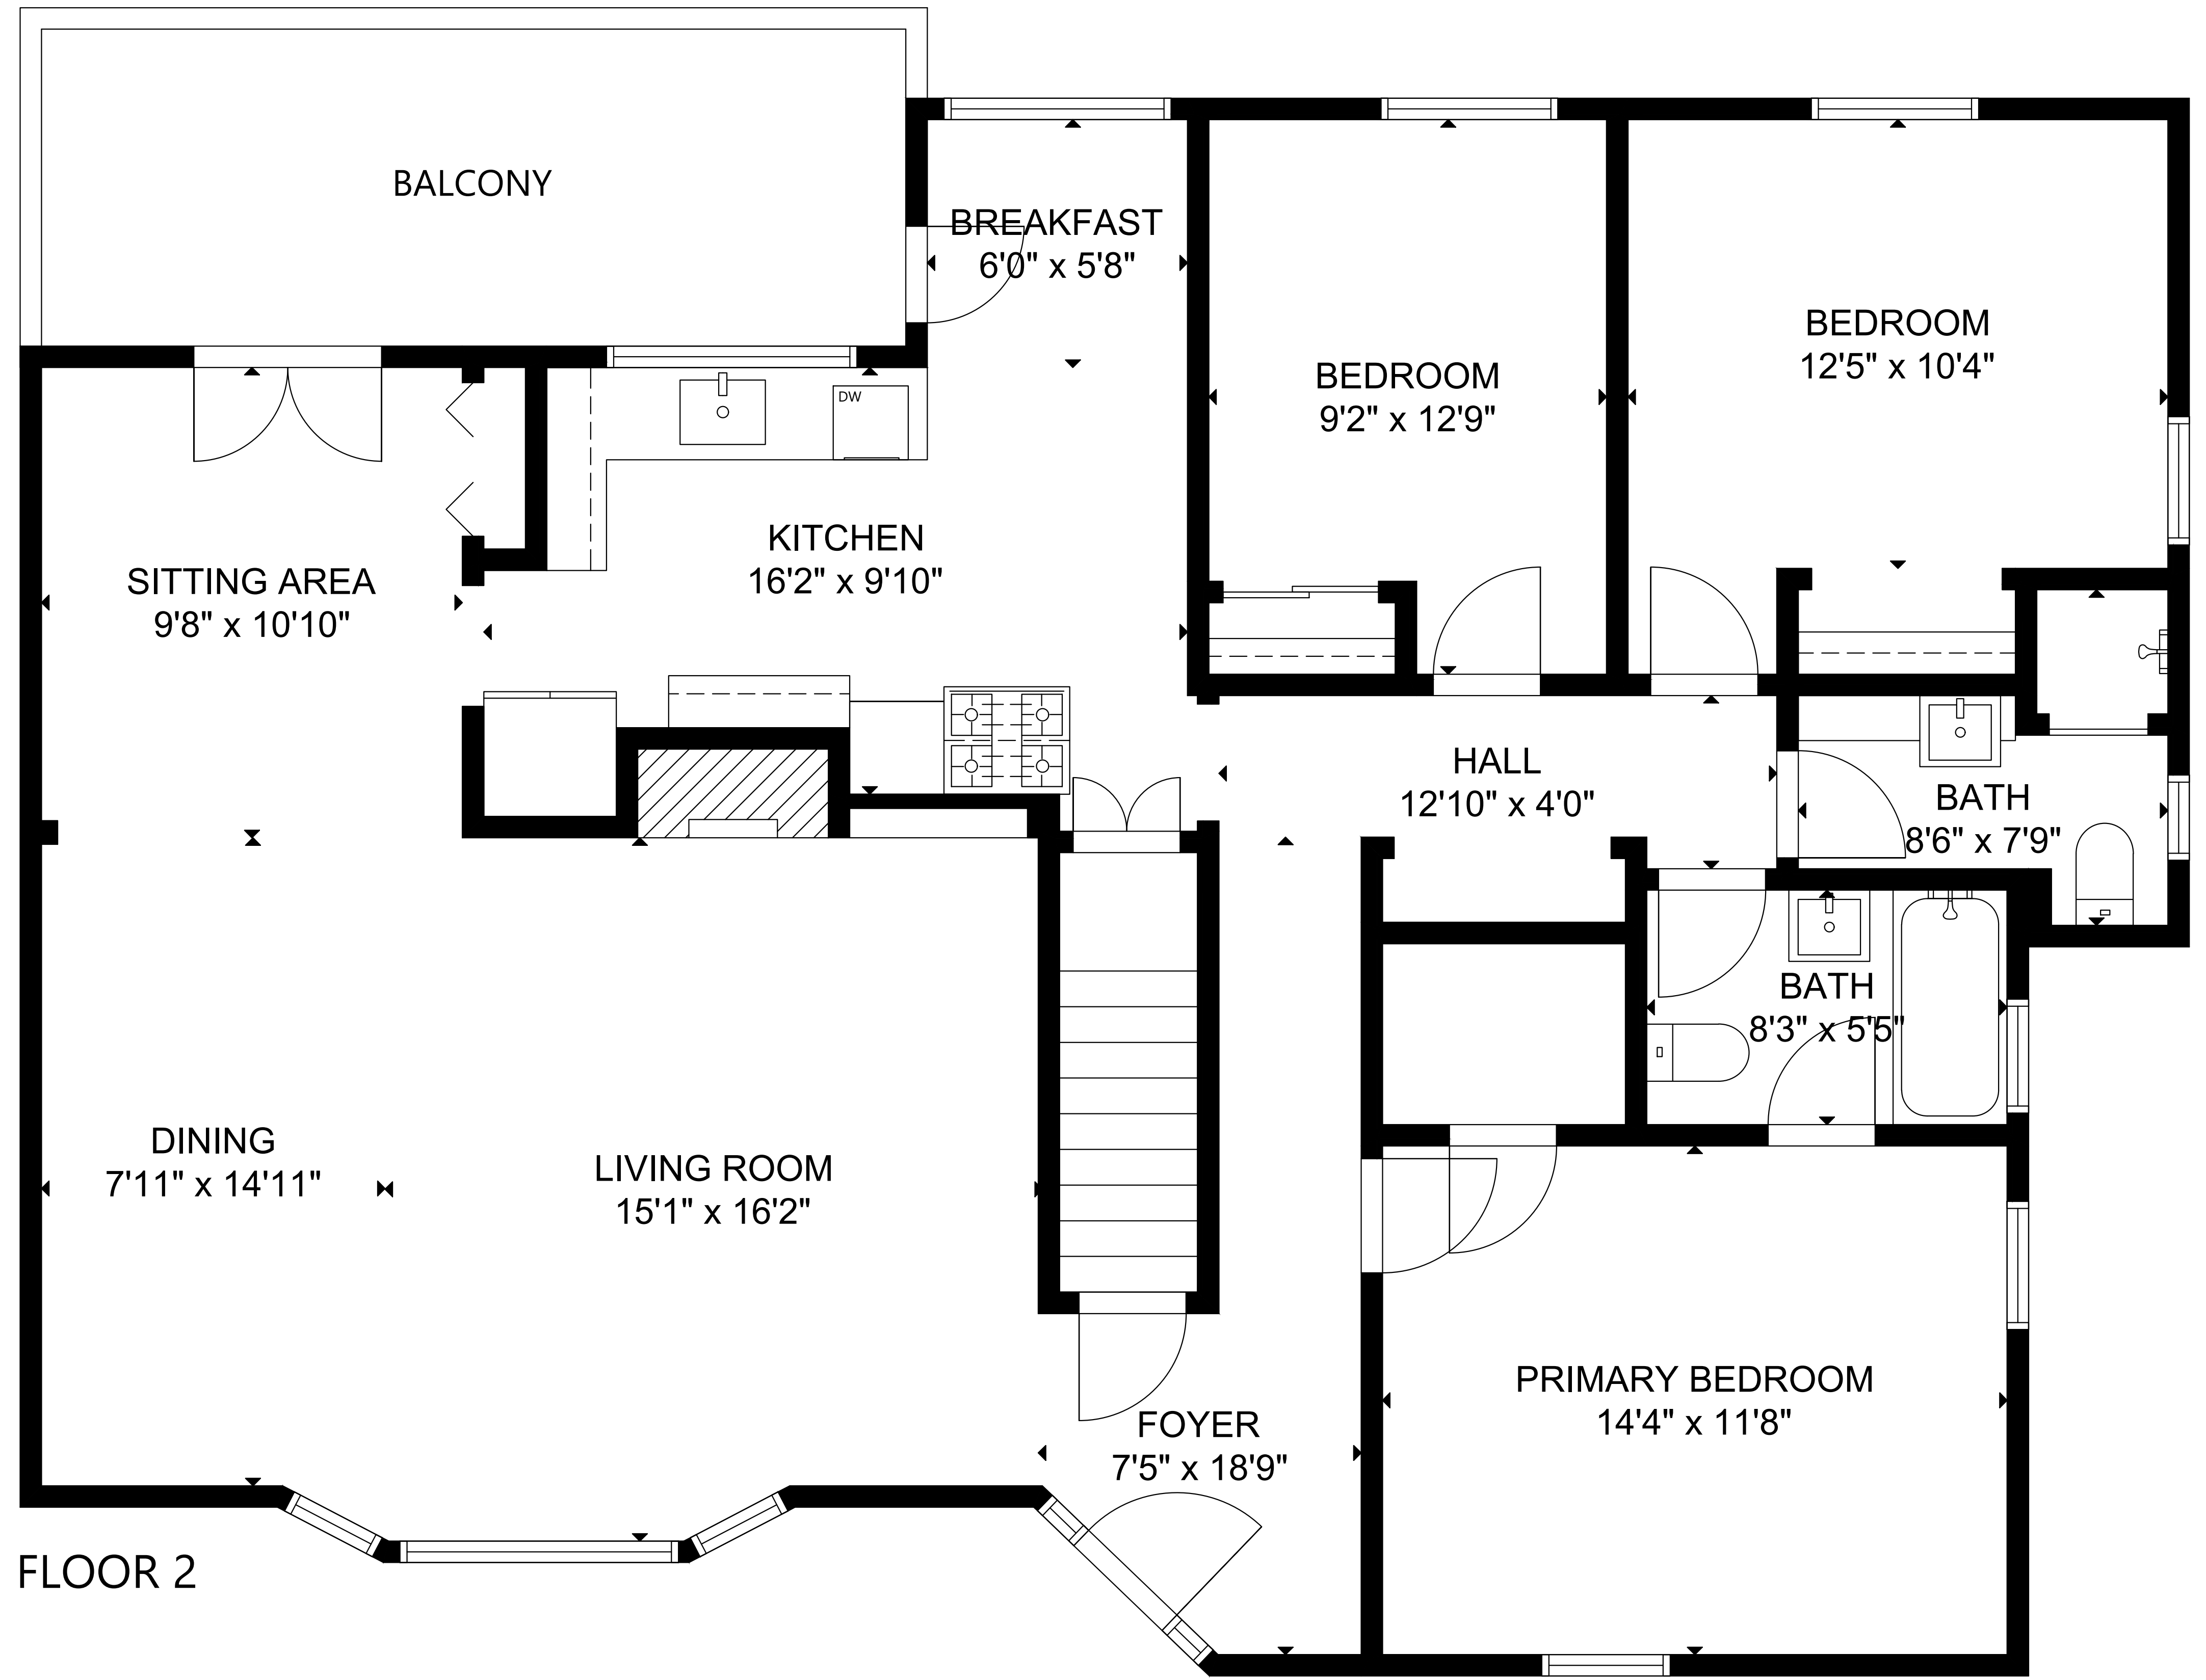 BALCONY
BREAKFAST
6'0" x 5'8"
BEDROOM
9'2" x 12'9"
BEDROOM
12'5" x 10'4"
DW
KITCHEN
16'2" x 9'10"
SITTING AREA
9'8" x 10'10"
HALL
12'10" x 4'0"
BATH
8'6" x 7'9"
BATH
8'3" x 5'5"
DINING
7'11" x 14'11"
LIVING ROOM
15'1" x 16'2"
PRIMARY BEDROOM
14'4" x 11'8"
FOYER
7'5" x 18'9"
FLOOR 2